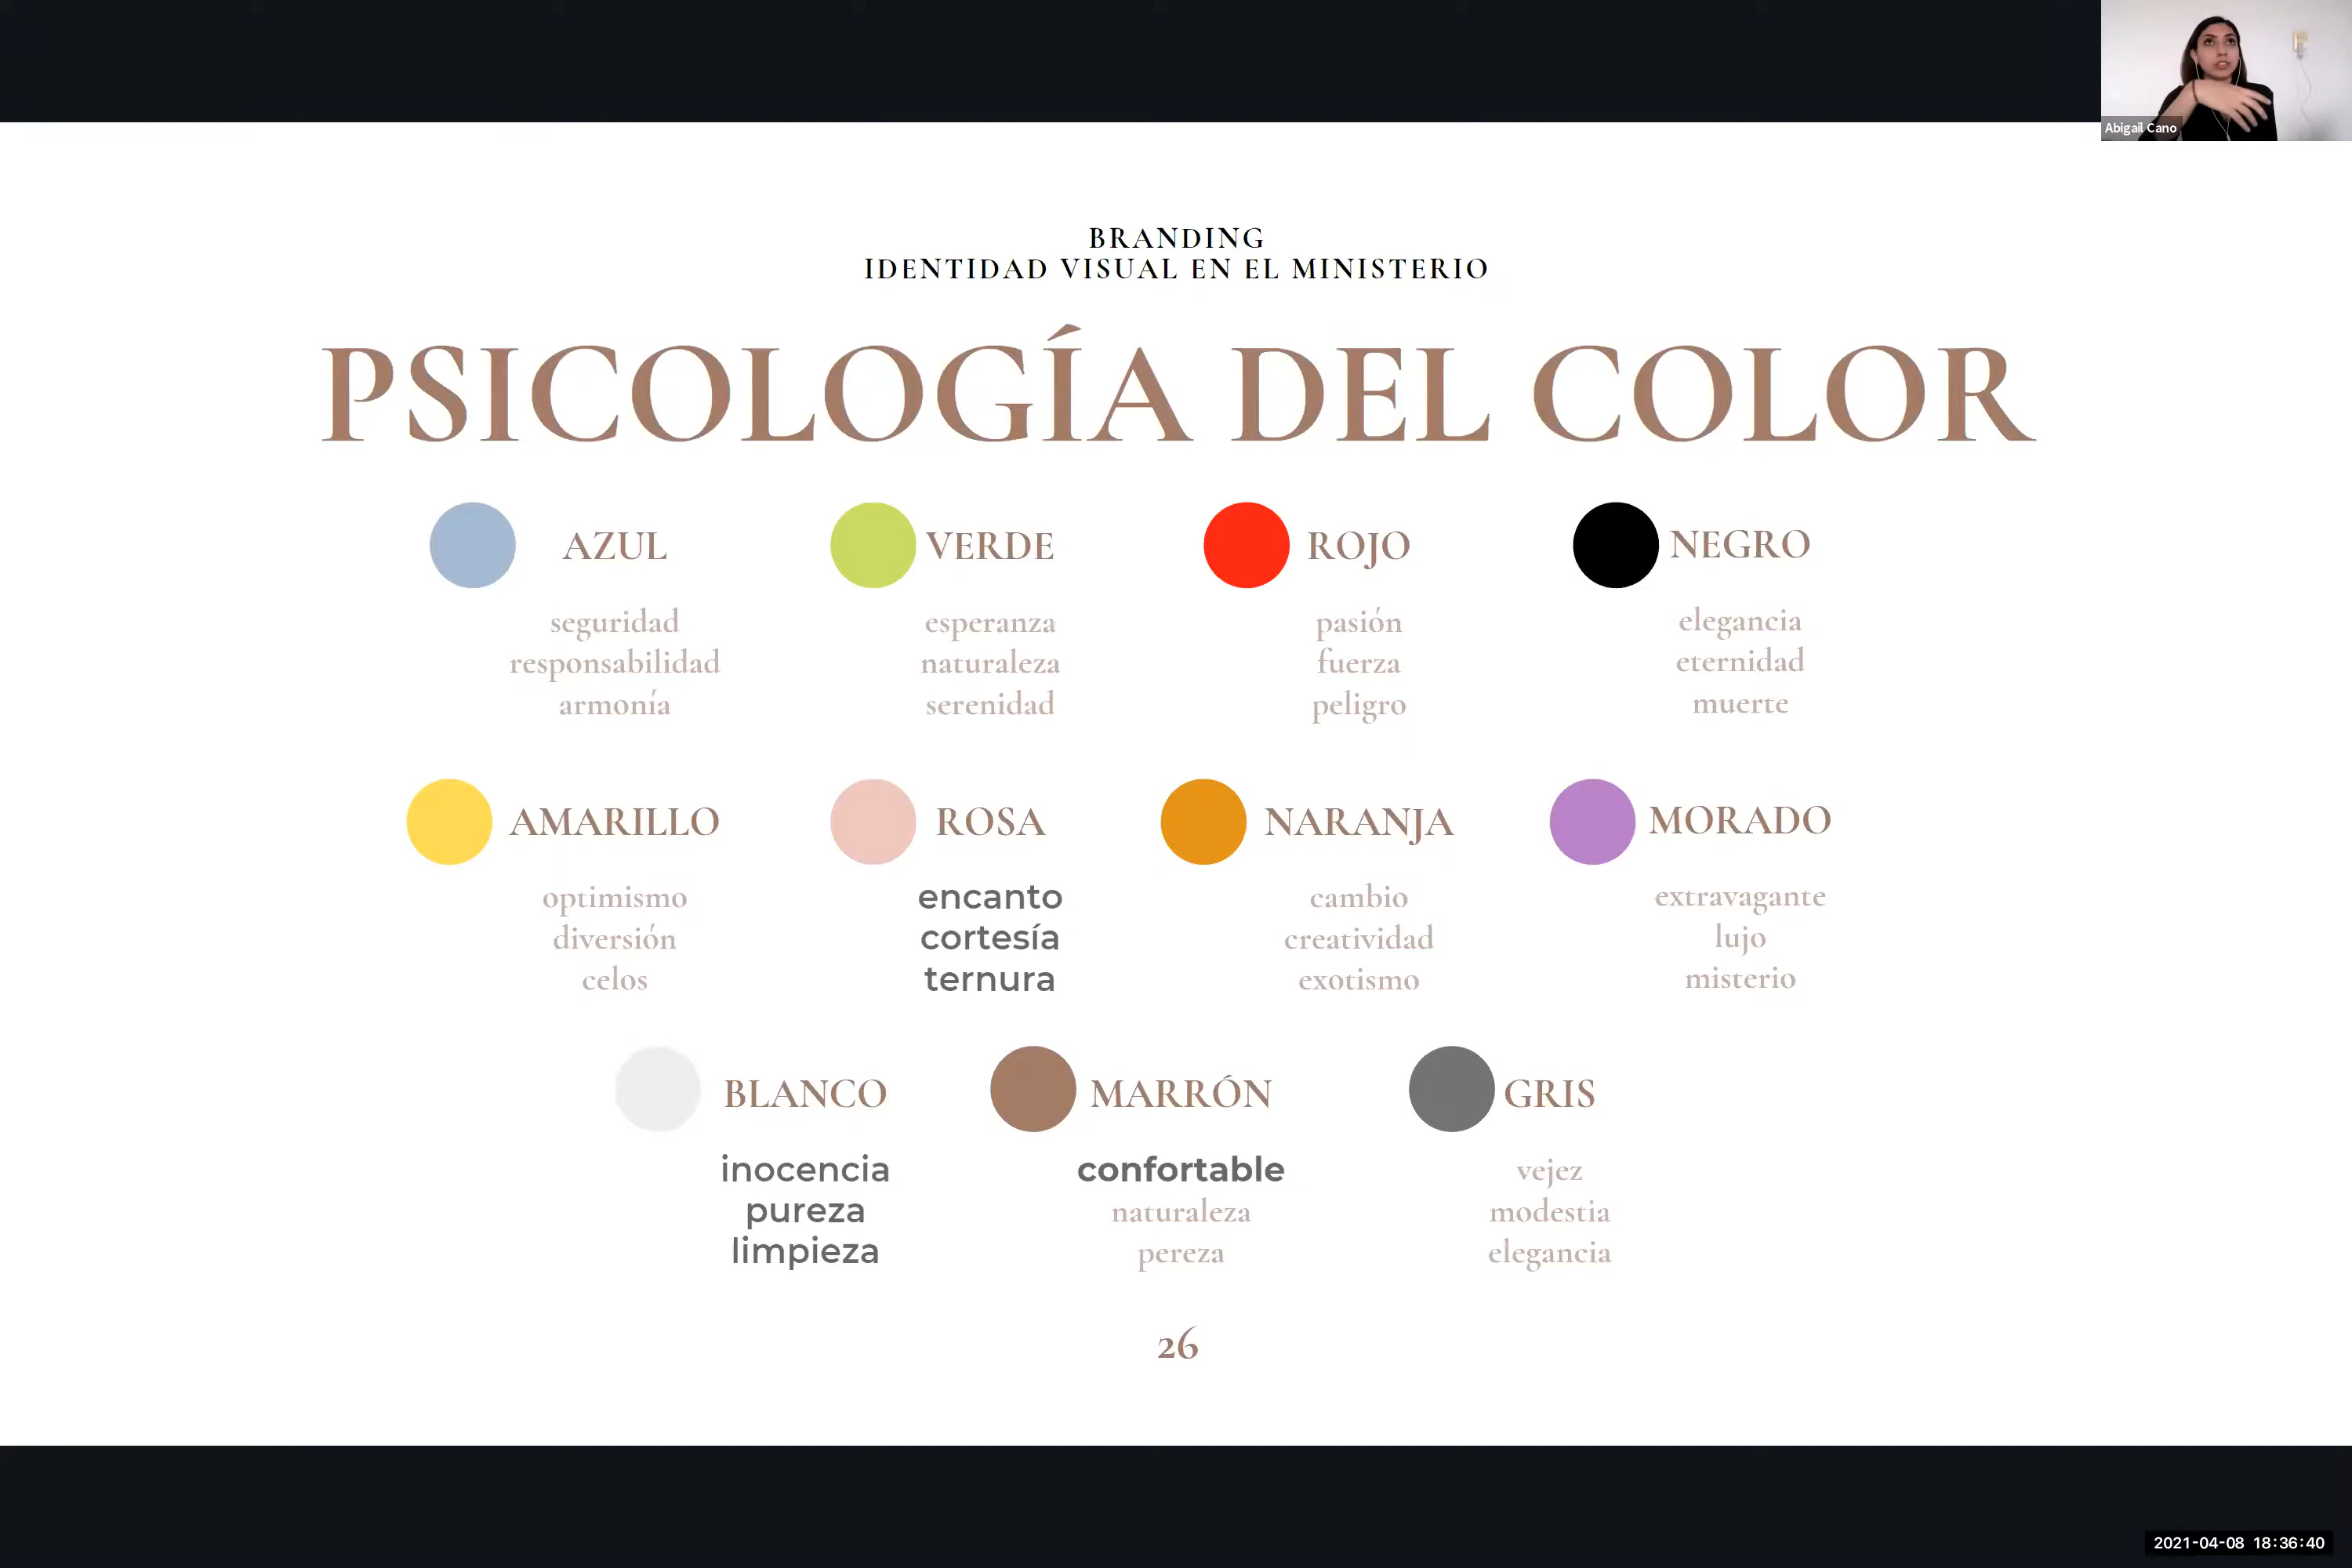 Abigail Cano
BRANDING
IDENTIDAD VISUAL EN EL MINISTERIO
PSICOLOGÍA DEL COLOR
AZUL
seguridad
responsabilidad
armonía
VERDE
esperanza
naturaleza
serenidad
ROJO
pasión
fuerza
peligro
NEGRO
elegancia
eternidad
muerte
AMARILLO
optimismo
diversión
celos
ROSA
encanto
cortesía
ternura
NARANJA
cambio
creatividad
exotismo
MORADO
extravagante
lujo
misterio
BLANCO
inocencia
pureza
limpieza
MARRÓN
confortable
naturaleza
pereza
GRIS
vejez
modestia
elegancia
26
2021-04-08 18:36:40